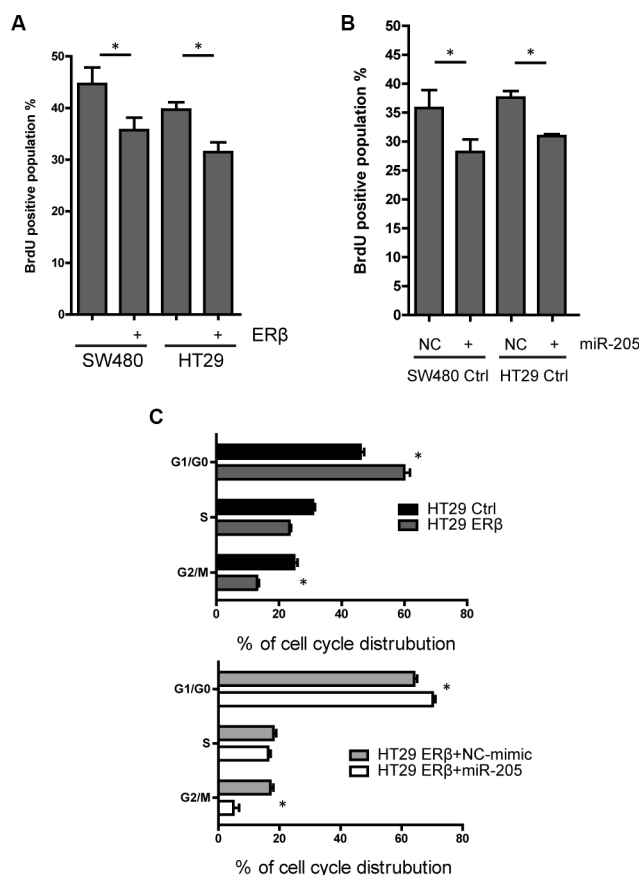 A
*
*
BrdU positive population %
50
40
30
20
10
0
+
+
ERβ
SW480
HT29
B
*
*
BrdU positive population %
40
35
30
25
20
15
10
5
0
NC
+
NC
+
miR-205
SW480 Ctrl
HT29 Ctrl
C
G1/G0
*
S
HT29 Ctrl
HT29 ERβ
G2/M
*
0 20 40 60 80
% of cell cycle distrubution
G1/G0
*
S
HT29 ERβ+NC-mimic
HT29 ERβ+miR-205
G2/M
*
0 20 40 60 80
% of cell cycle distrubution